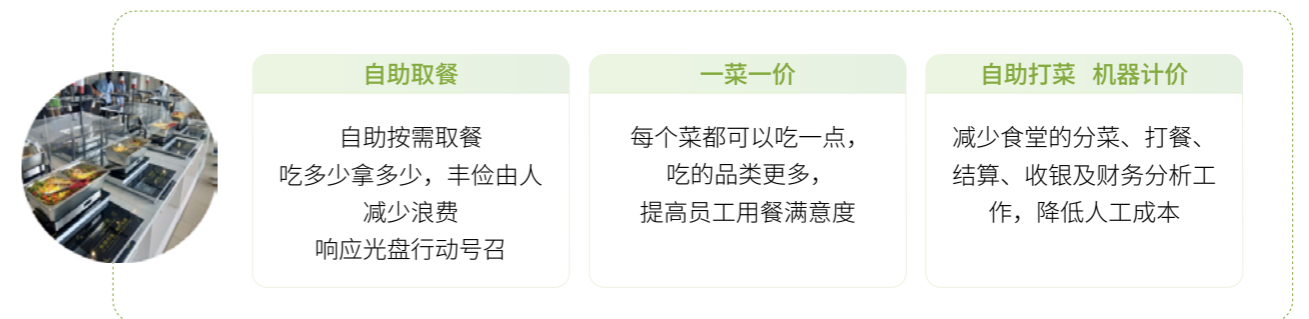 自助取餐
自助按需取餐
吃多少拿多少，丰俭由人
减少浪费
响应光盘行动号召
一菜一价
每个菜都可以吃一点，
吃的品类更多，
提高员工用餐满意度
自助打菜 机器计价
减少食堂的分菜、打餐、
结算、收银及财务分析工
作，降低人工成本